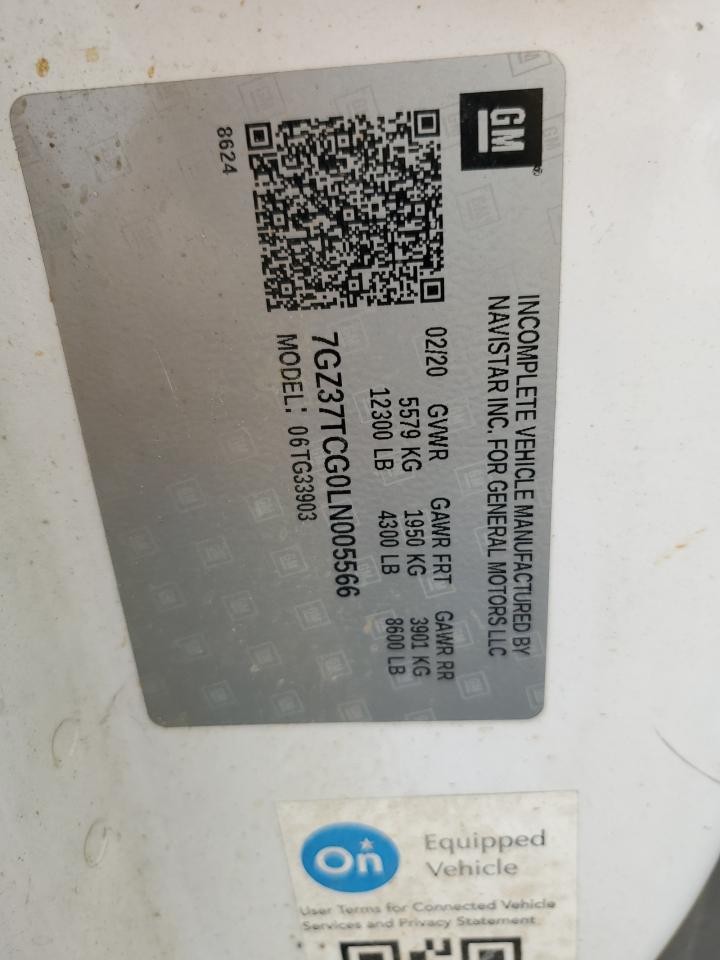 GM
INCOMPLETE VEHICLE MANUFACTURED BY
NAVISTAR INC. FOR GENERAL MOTORS LLC
02/20 GVWR GAWR FRT GAWR RR
5579 KG 1950 KG 3901 KG
12300 LB 4300 LB 8600 LB
7GZ37TCG0LN005566
MODEL: 06TG33903
8624
On
Equipped
Vehicle
User Terms for Connected Vehicle
Services and Privacy Statement